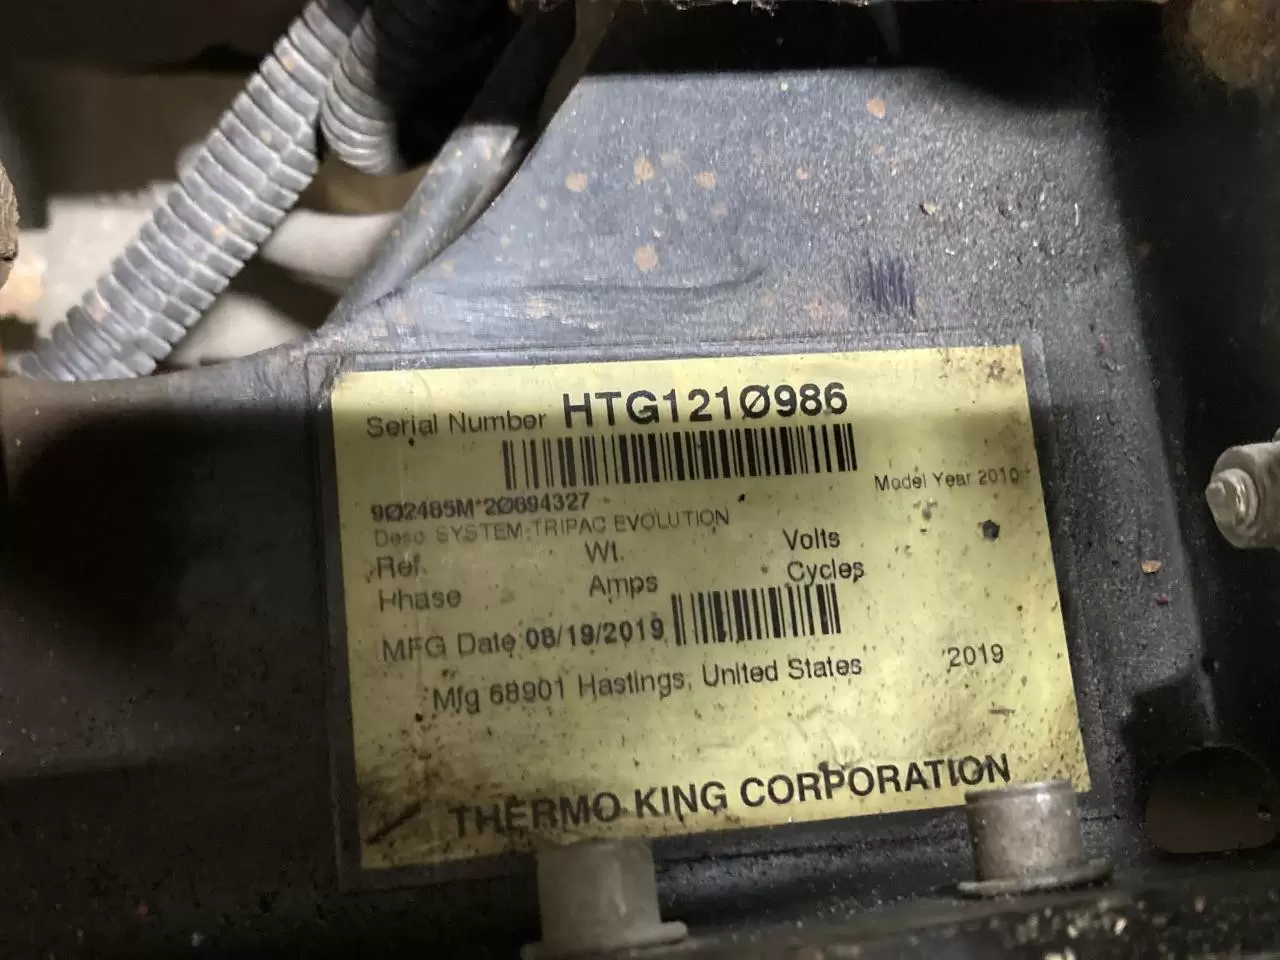 Serial Number HTG121Ø986
Model Year 2010
9Ø2485M*2Ø694327
Desc SYSTEM-TRIPAC EVOLUTION
Ref. Wt. Volts
Phase Amps Cycles
MFG Date 08/19/2019
Mfg 68901 Hastings, United States 2019
THERMO KING CORPORATION